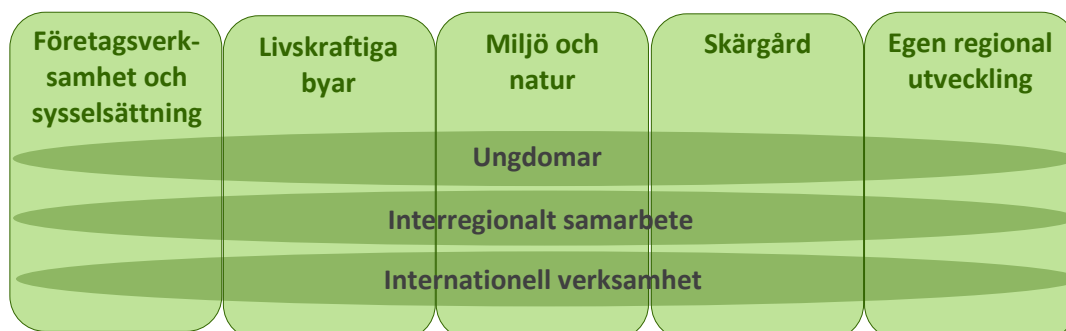 Företagsverk-
samhet och
sysselsättning
Livskraftiga
byar
Miljö och
natur
Skärgård
Egen regional
utveckling
Ungdomar
Interregionalt samarbete
Internationell verksamhet